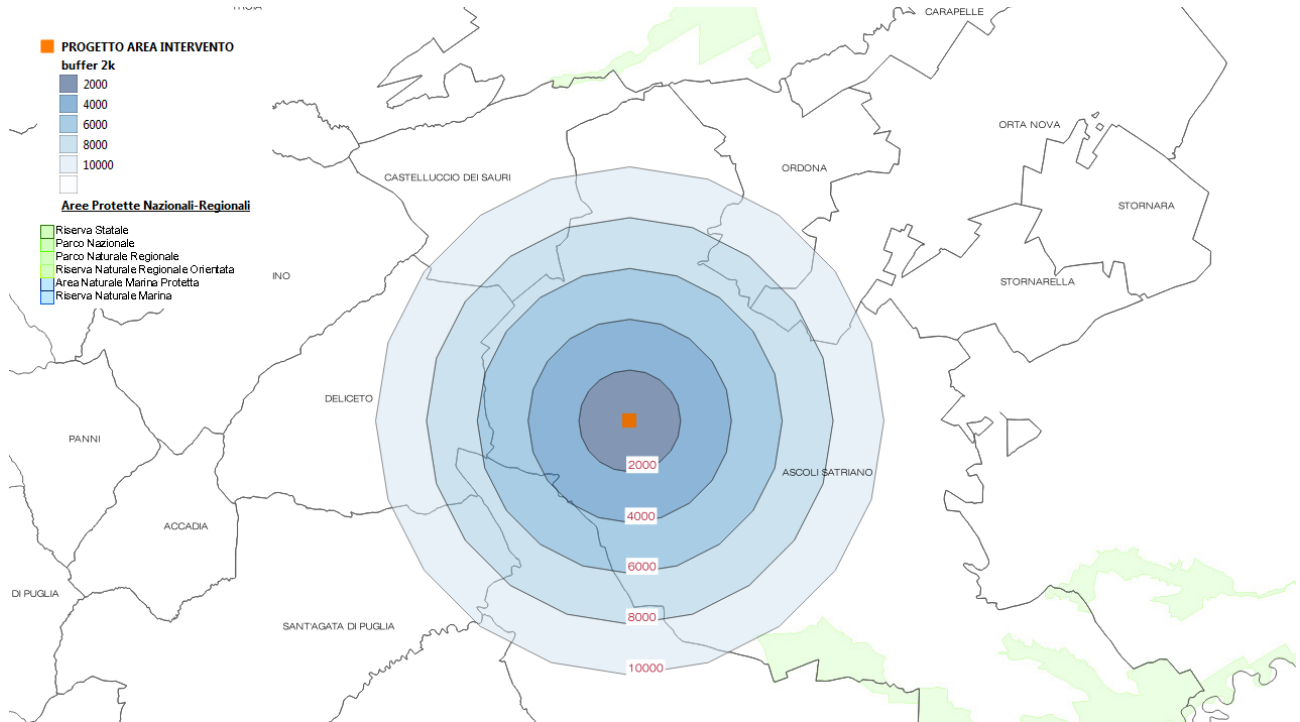 CARAPELLE
PROGETTO AREA INTERVENTO
buffer 2k
2000
4000
6000
8000
10000
Aree Protette Nazionali-Regionali
Riserva Statale
Parco Nazionale
Parco Naturale Regionale
Riserva Naturale Regionale Orientata
Area Naturale Marina Protetta
Riserva Naturale Marina
ORTA NOVA
ORDONA
CASTELLUCCIO DEI SAURI
STORNARA
INO
STORNARELLA
DELICETO
PANNI
2000
ASCOLI SATRIANO
4000
ACCADIA
6000
DI PUGLIA
8000
SANT'AGATA DI PUGLIA
10000